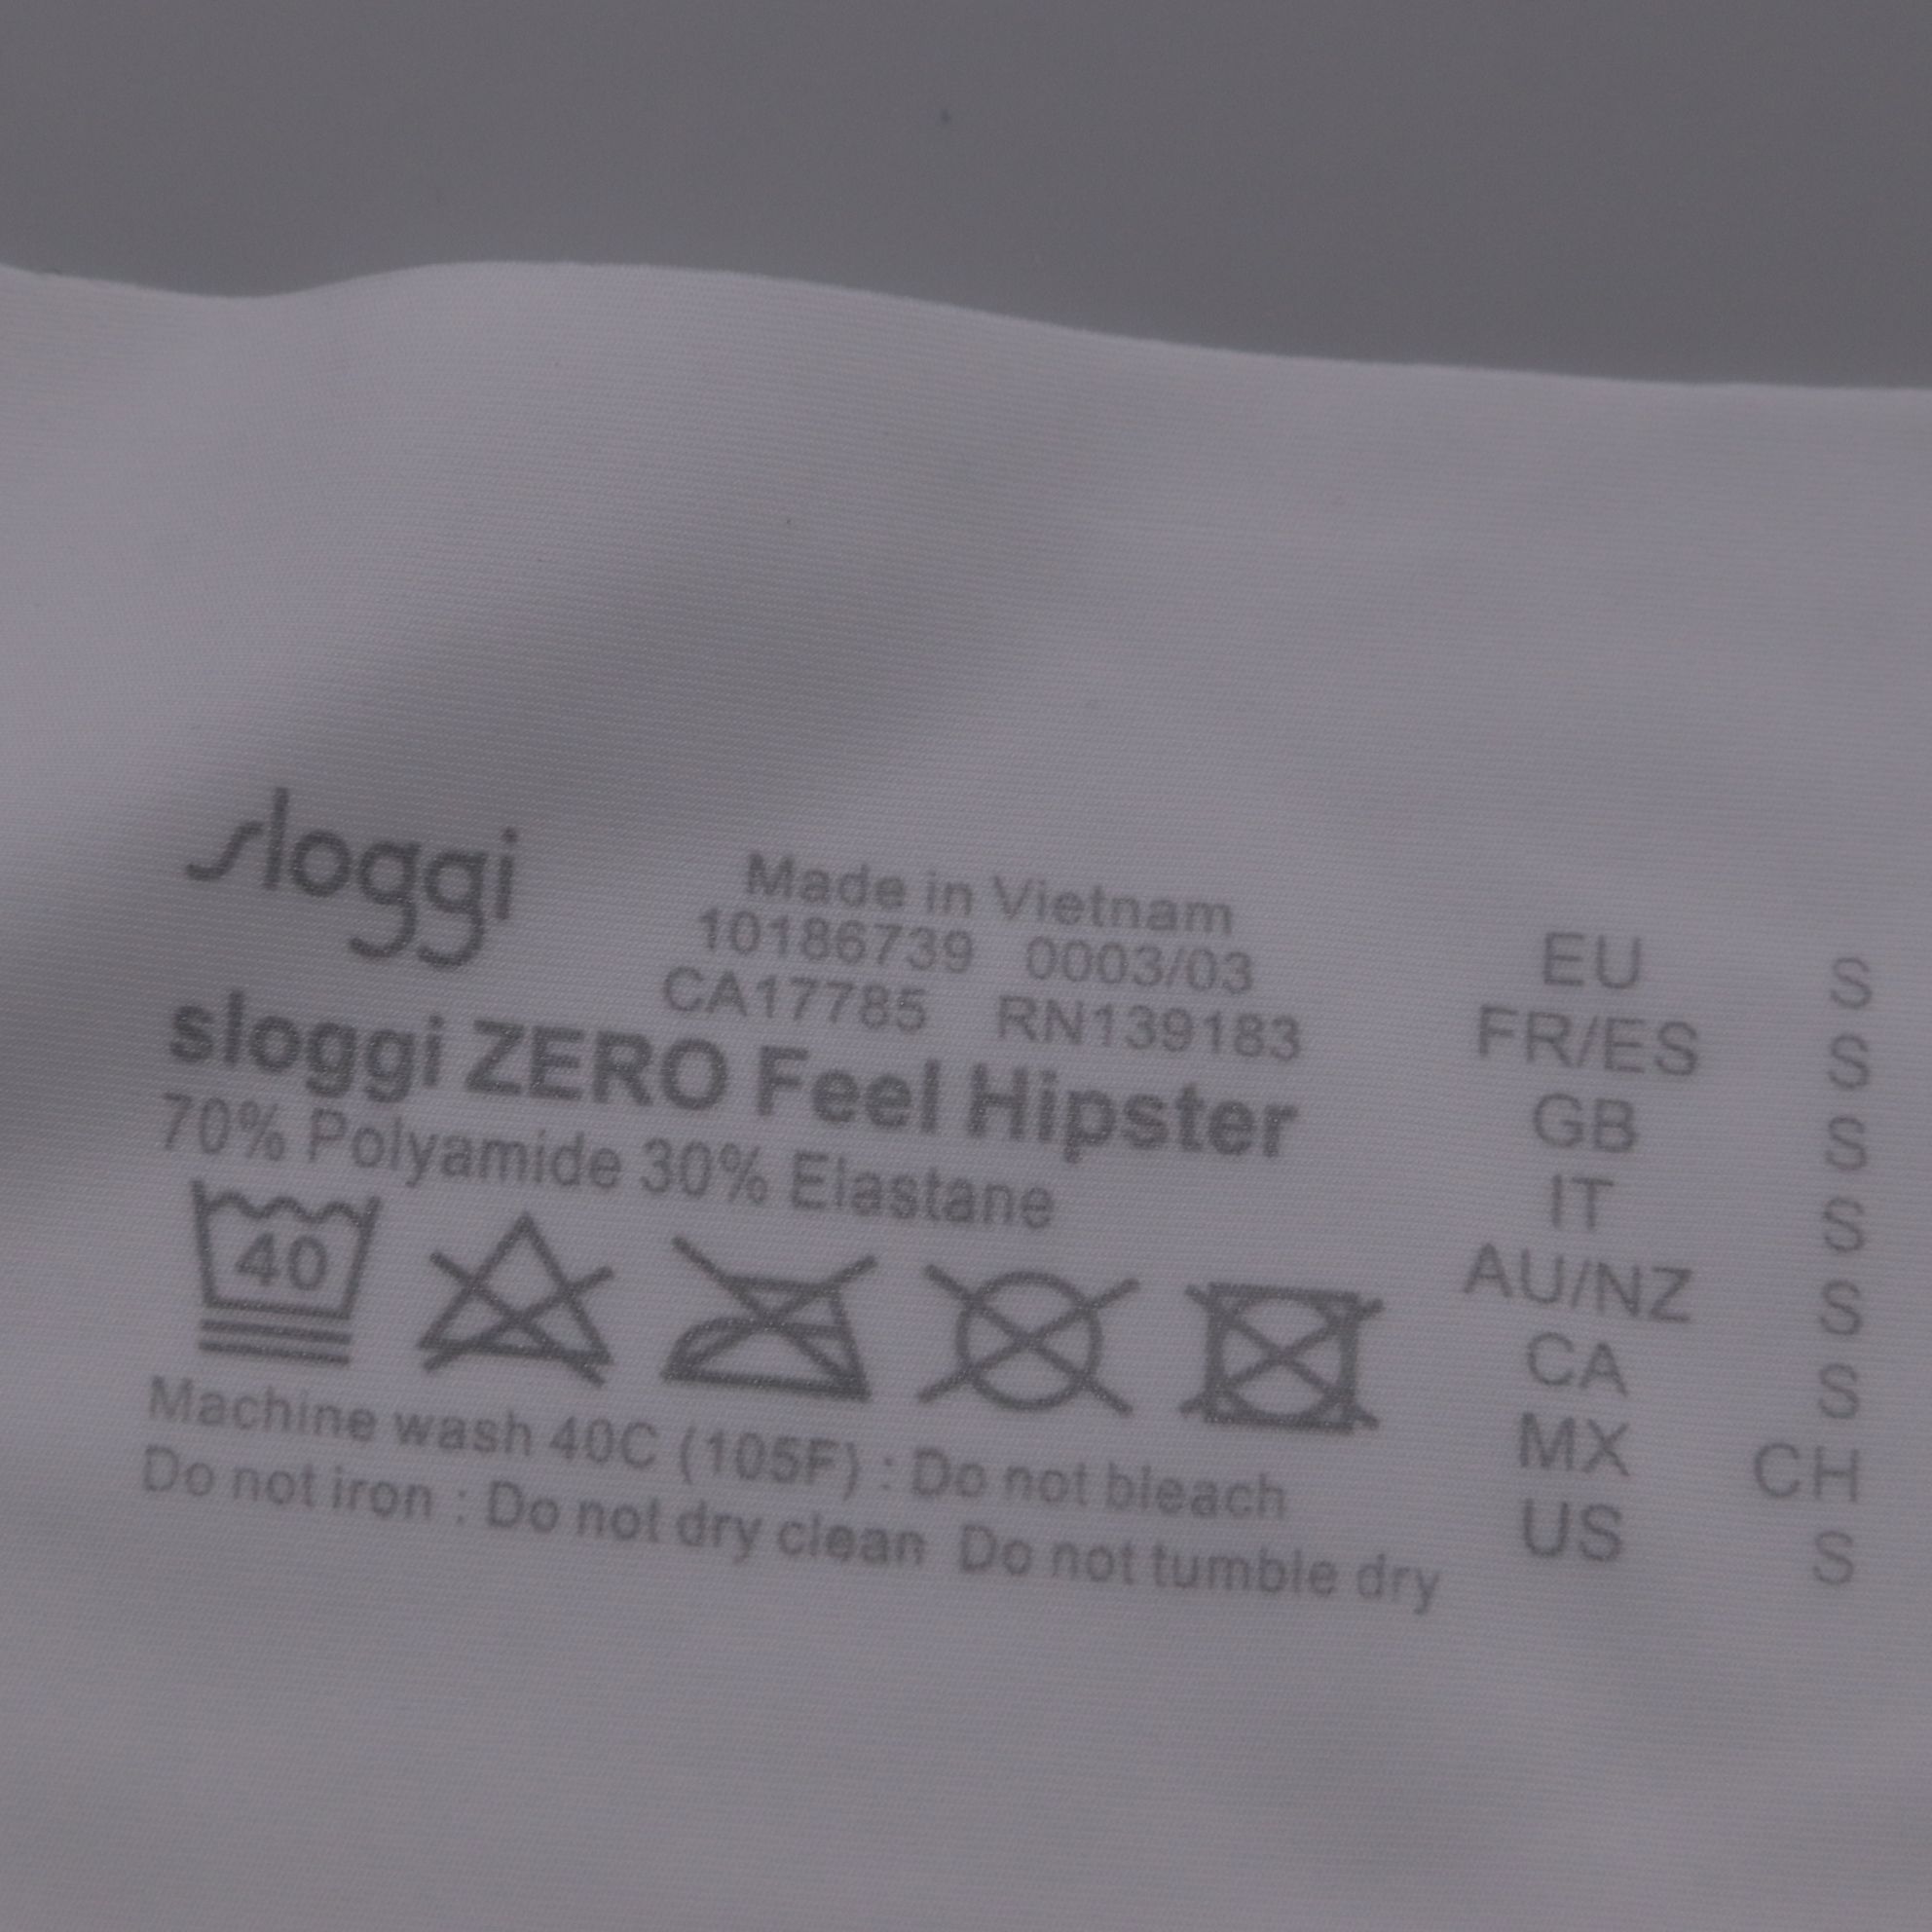 sloggi
Made in Vietnam
10186739 0003/03
CA17785 RN139183
sloggi ZERO Feel Hipster
70% Polyamide 30% Elastane
40
Machine wash 40C (105F) : Do not bleach
Do not iron : Do not dry clean Do not tumble dry
EU S
FR/ES S
GB S
IT S
AU/NZ S
CA S
MX CH
US S